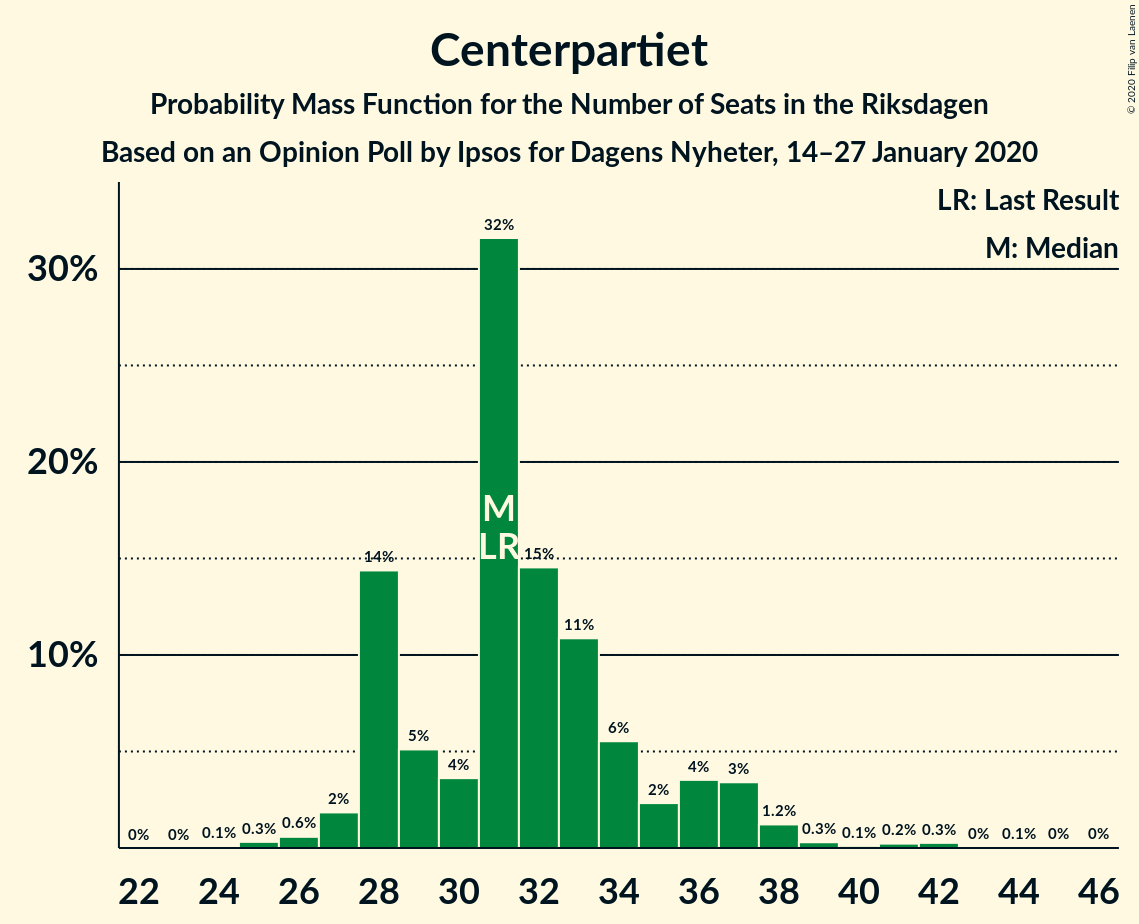 © 2020 Filip van Laenen
Centerpartiet
Probability Mass Function for the Number of Seats in the Riksdagen
Based on an Opinion Poll by Ipsos for Dagens Nyheter, 14–27 January 2020
LR: Last Result
M: Median
30%
20%
10%
0% 0% 0.1% 0.3% 0.6% 2% 14% 5% 4% 32% 15% 11% 6% 2% 4% 3% 1.2% 0.3% 0.1% 0.2% 0.3% 0% 0.1% 0% 0%
M
LR
22 24 26 28 30 32 34 36 38 40 42 44 46